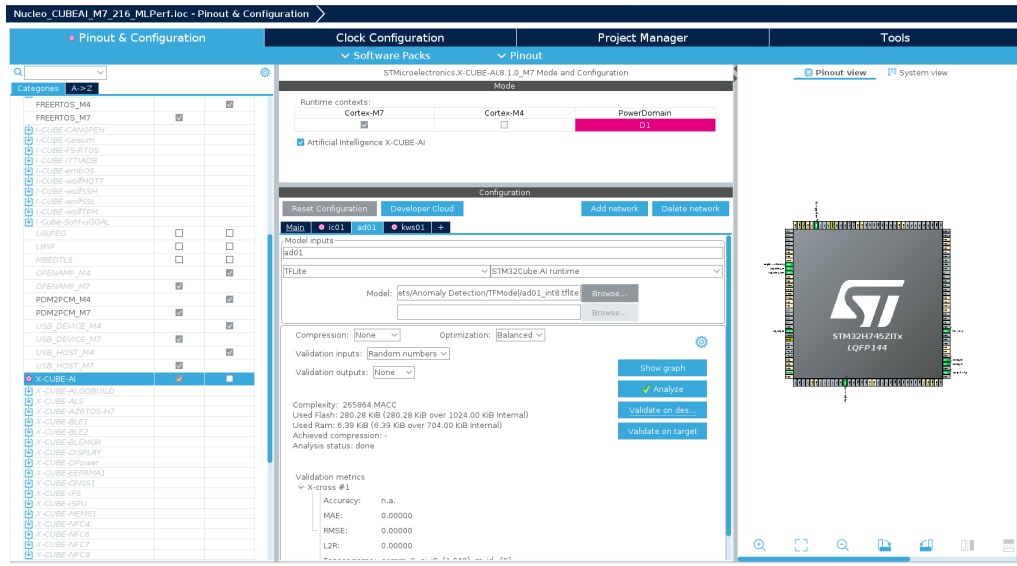 Nucleo_CUBEAI_M7_216_MLPerf.ioc - Pinout & Configuration
Pinout & Configuration
Clock Configuration
Project Manager
Tools
Software Packs
Pinout
Categories
A->Z
FREERTOS_M4
FREERTOS_M7
I-CUBE-CANOPEN
I-CUBE-Cesium
I-CUBE-FS-RTOS
I-CUBE-ITTIADB
I-CUBE-embOS
I-CUBE-wolfMQTT
I-CUBE-wolfSSH
I-CUBE-wolfSSL
I-CUBE-wolfTPM
I-Cube-SoM-uGOAL
LIBJPEG
LWIP
MBEDTLS
OPENAMP_M4
OPENAMP_M7
PDM2PCM_M4
PDM2PCM_M7
USB_DEVICE_M4
USB_DEVICE_M7
USB_HOST_M4
USB_HOST_M7
X-CUBE-AI
X-CUBE-ALGOBUILD
X-CUBE-ALS
X-CUBE-AZRTOS-H7
X-CUBE-BLE1
X-CUBE-BLE2
X-CUBE-BLEMGR
X-CUBE-DISPLAY
X-CUBE-DPower
X-CUBE-EEPRMA1
X-CUBE-GNSS1
X-CUBE-IPS
X-CUBE-ISPU
X-CUBE-MEMS1
X-CUBE-NFC4
X-CUBE-NFC6
X-CUBE-NFC7
X-CUBE-NFC9
STMicroelectronics.X-CUBE-AI.8.1.0_M7 Mode and Configuration
Mode
Runtime contexts:
Cortex-M7
Cortex-M4
PowerDomain
D1
Artificial Intelligence X-CUBE-AI
Configuration
Reset Configuration
Developer Cloud
Add network
Delete network
Main
ic01
ad01
kws01
+
Model inputs
ad01
TFLite
STM32Cube.AI runtime
Model: ets/Anomaly Detection/TFModel/ad01_int8.tflite
Browse...
Browse...
Compression: None
Optimization: Balanced
Validation inputs: Random numbers
Validation outputs: None
Show graph
Analyze
Validate on des...
Validate on target
Complexity: 265864 MACC
Used Flash: 280.28 KiB (280.28 KiB over 1024.00 KiB Internal)
Used Ram: 6.39 KiB (6.39 KiB over 704.00 KiB Internal)
Achieved compression: -
Analysis status: done
Validation metrics
X-cross #1
Accuracy: n.a.
MAE: 0.00000
RMSE: 0.00000
L2R: 0.00000
Pinout view
System view
ST
STM32H745ZITx
LQFP144